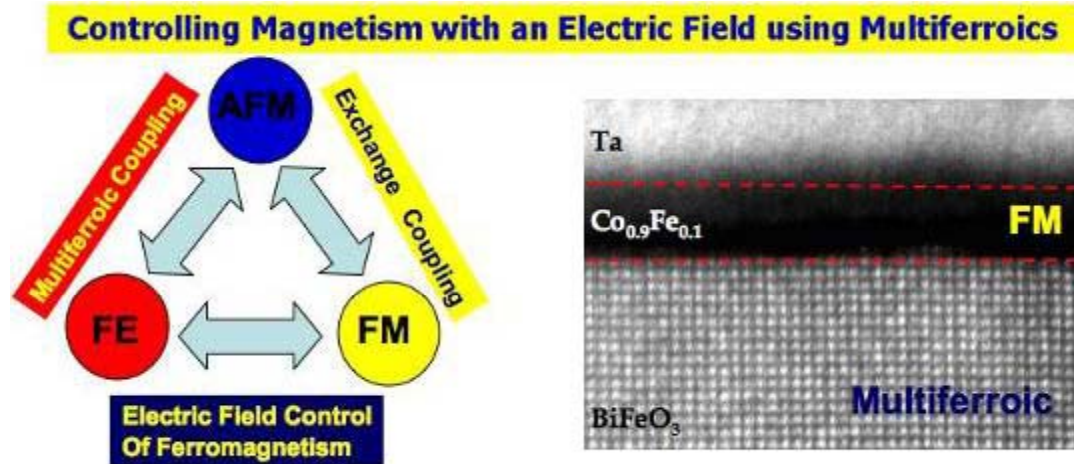 Controlling Magnetism with an Electric Field using Multiferroics
AFM
Multiferroic Coupling
Exchange Coupling
FE
FM
Electric Field Control
Of Ferromagnetism
Ta
Co0.9Fe0.1
FM
Multiferroic
BiFeO3